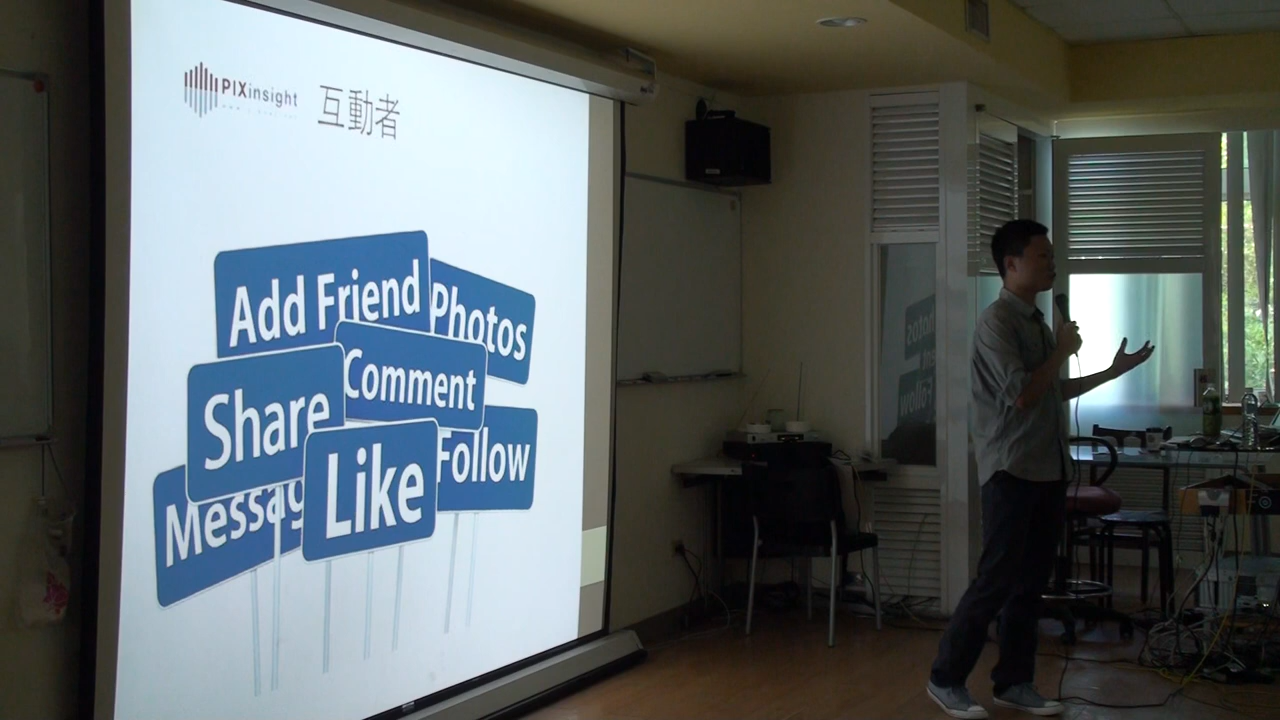 PIXinsight
互動者
Add Friend
Photos
Comment
Share
Follow
Like
Messag